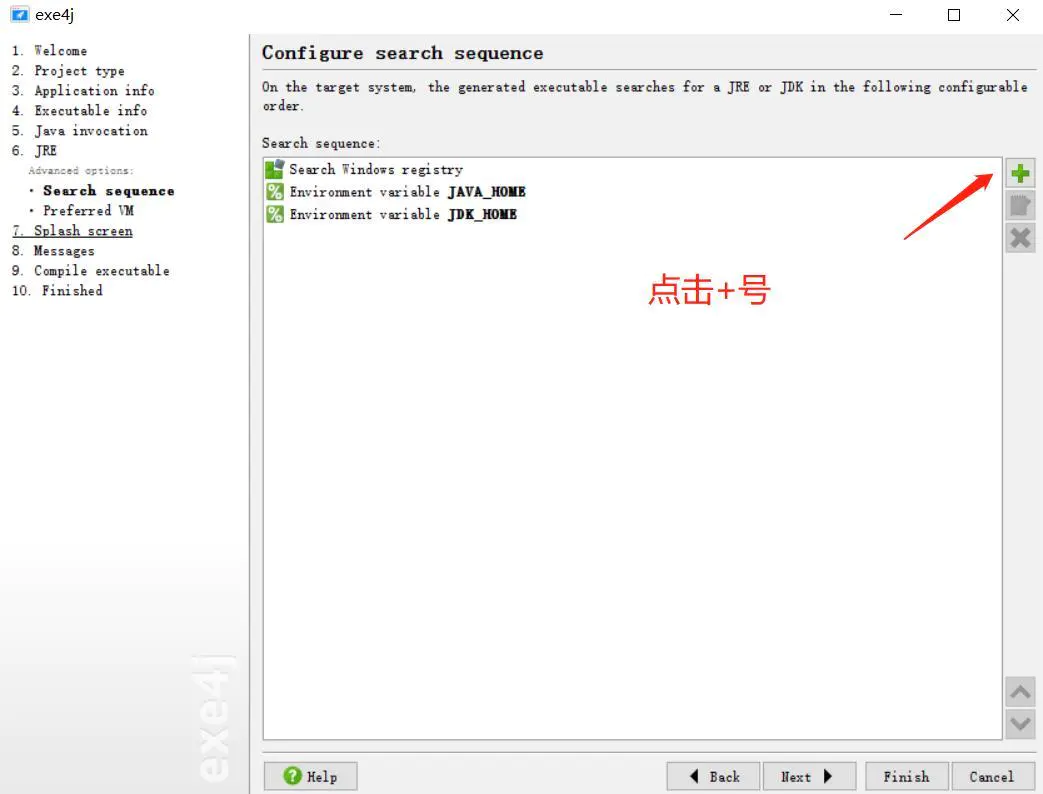 exe4j
1. Welcome
2. Project type
3. Application info
4. Executable info
5. Java invocation
6. JRE
Advanced options:
· Search sequence
· Preferred VM
7. Splash screen
8. Messages
9. Compile executable
10. Finished
exe4j
Configure search sequence
On the target system, the generated executable searches for a JRE or JDK in the following configurable
order.
Search sequence:
Search Windows registry
Environment variable JAVA_HOME
Environment variable JDK_HOME
点击+号
Help
Back
Next
Finish
Cancel